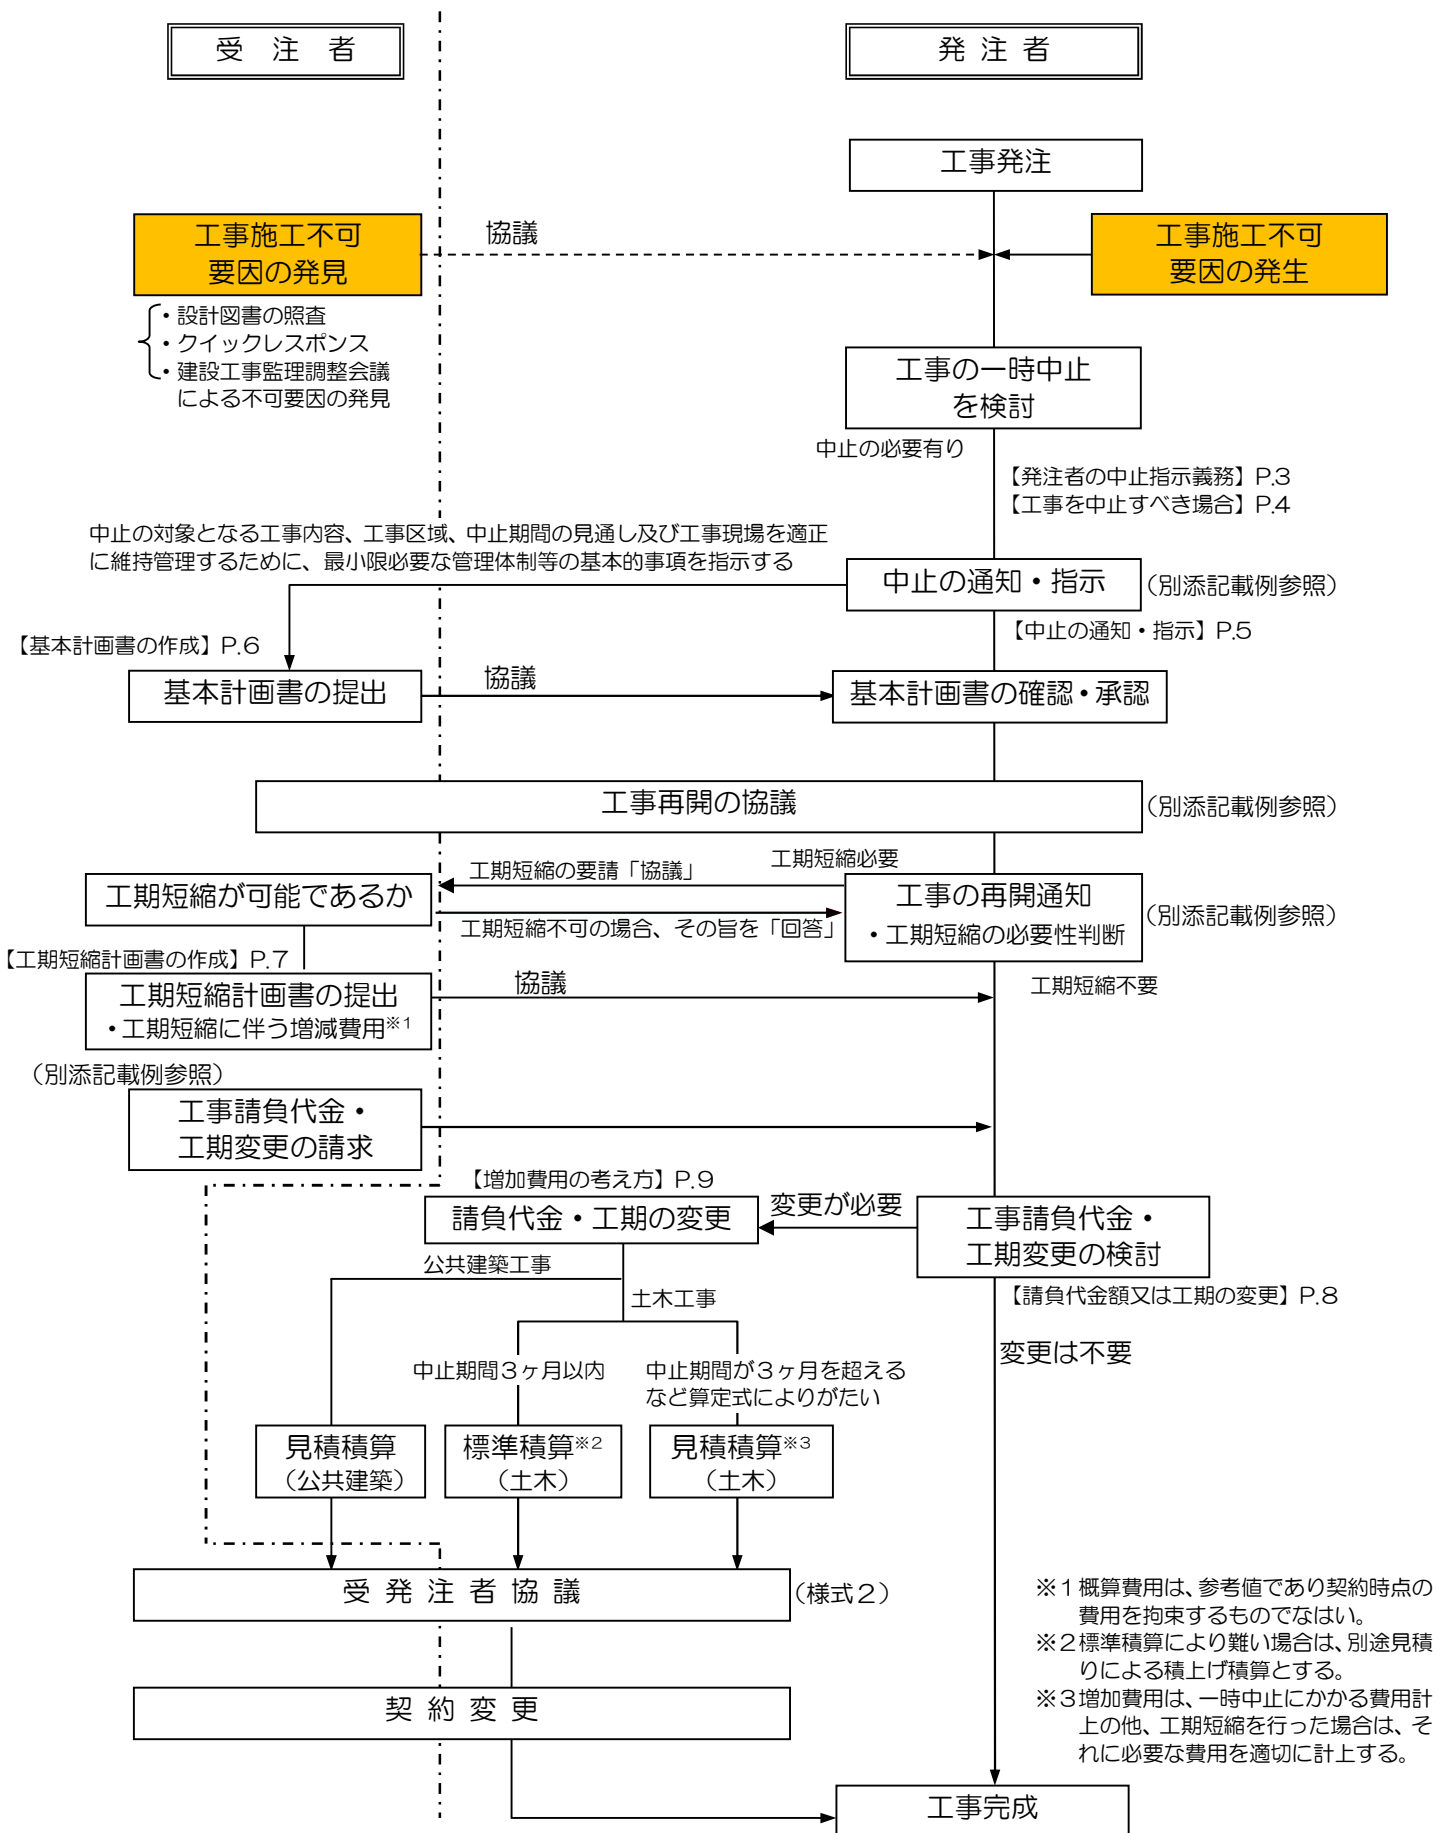 受　注　者
発 注 者
工事発注
工事施工不可
要因の発見
協議
工事施工不可
要因の発生
・設計図書の照査
・クイックレスポンス
・建設工事監理調整会議
による不可要因の発見
工事の一時中止
を検討
中止の必要有り
【発注者の中止指示義務】P.3
【工事を中止すべき場合】P.4
中止の対象となる工事内容、工事区域、中止期間の見通し及び工事現場を適正
に維持管理するために、最小限必要な管理体制等の基本的事項を指示する
中止の通知・指示
（別添記載例参照）
【中止の通知・指示】P.5
【基本計画書の作成】P.6
基本計画書の提出
協議
基本計画書の確認・承認
工事再開の協議
（別添記載例参照）
工期短縮の要請「協議」
工期短縮必要
工期短縮が可能であるか
工事の再開通知
・工期短縮の必要性判断
（別添記載例参照）
工期短縮不可の場合、その旨を「回答」
【工期短縮計画書の作成】P.7
工期短縮計画書の提出
・工期短縮に伴う増減費用※1
協議
工期短縮不要
（別添記載例参照）
工事請負代金・
工期変更の請求
【増加費用の考え方】P.9
請負代金・工期の変更
変更が必要
工事請負代金・
工期変更の検討
【請負代金額又は工期の変更】P.8
公共建築工事
土木工事
変更は不要
中止期間３ヶ月以内
中止期間が３ヶ月を超える
など算定式によりがたい
見積積算
（公共建築）
標準積算※2
（土木）
見積積算※3
（土木）
受 発 注 者 協 議
（様式２）
契 約 変 更
※１概算費用は、参考値であり契約時点の
費用を拘束するものでなはい。
※２標準積算により難い場合は、別途見積
りによる積上げ積算とする。
※３増加費用は、一時中止にかかる費用計
上の他、工期短縮を行った場合は、そ
れに必要な費用を適切に計上する。
工事完成